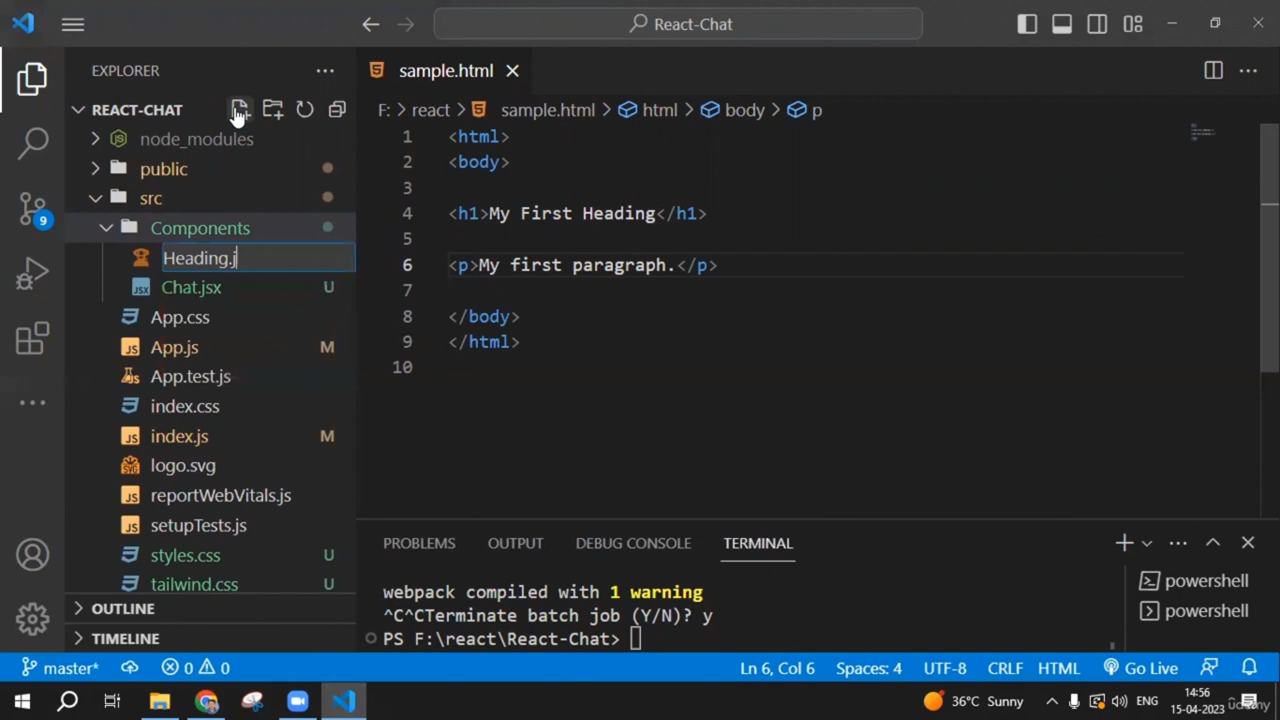 React-Chat
EXPLORER
sample.html
REACT-CHAT
F: > react > sample.html > html > body > p
node_modules
public
src
Components
Heading.j
Chat.jsx U
App.css
App.js M
App.test.js
index.css
index.js M
logo.svg
reportWebVitals.js
setupTests.js
styles.css U
tailwind.css U
OUTLINE
TIMELINE
9
1 <html>
2 <body>
3
4 <h1>My First Heading</h1>
5
6 <p>My first paragraph.</p>
7
8 </body>
9 </html>
10
PROBLEMS OUTPUT DEBUG CONSOLE TERMINAL
webpack compiled with 1 warning
^C^CTerminate batch job (Y/N)? y
PS F:\react\React-Chat>
powershell
powershell
master* 0 0 Ln 6, Col 6 Spaces: 4 UTF-8 CRLF HTML Go Live
36°C Sunny ENG 14:56
15-04-2023
udemy